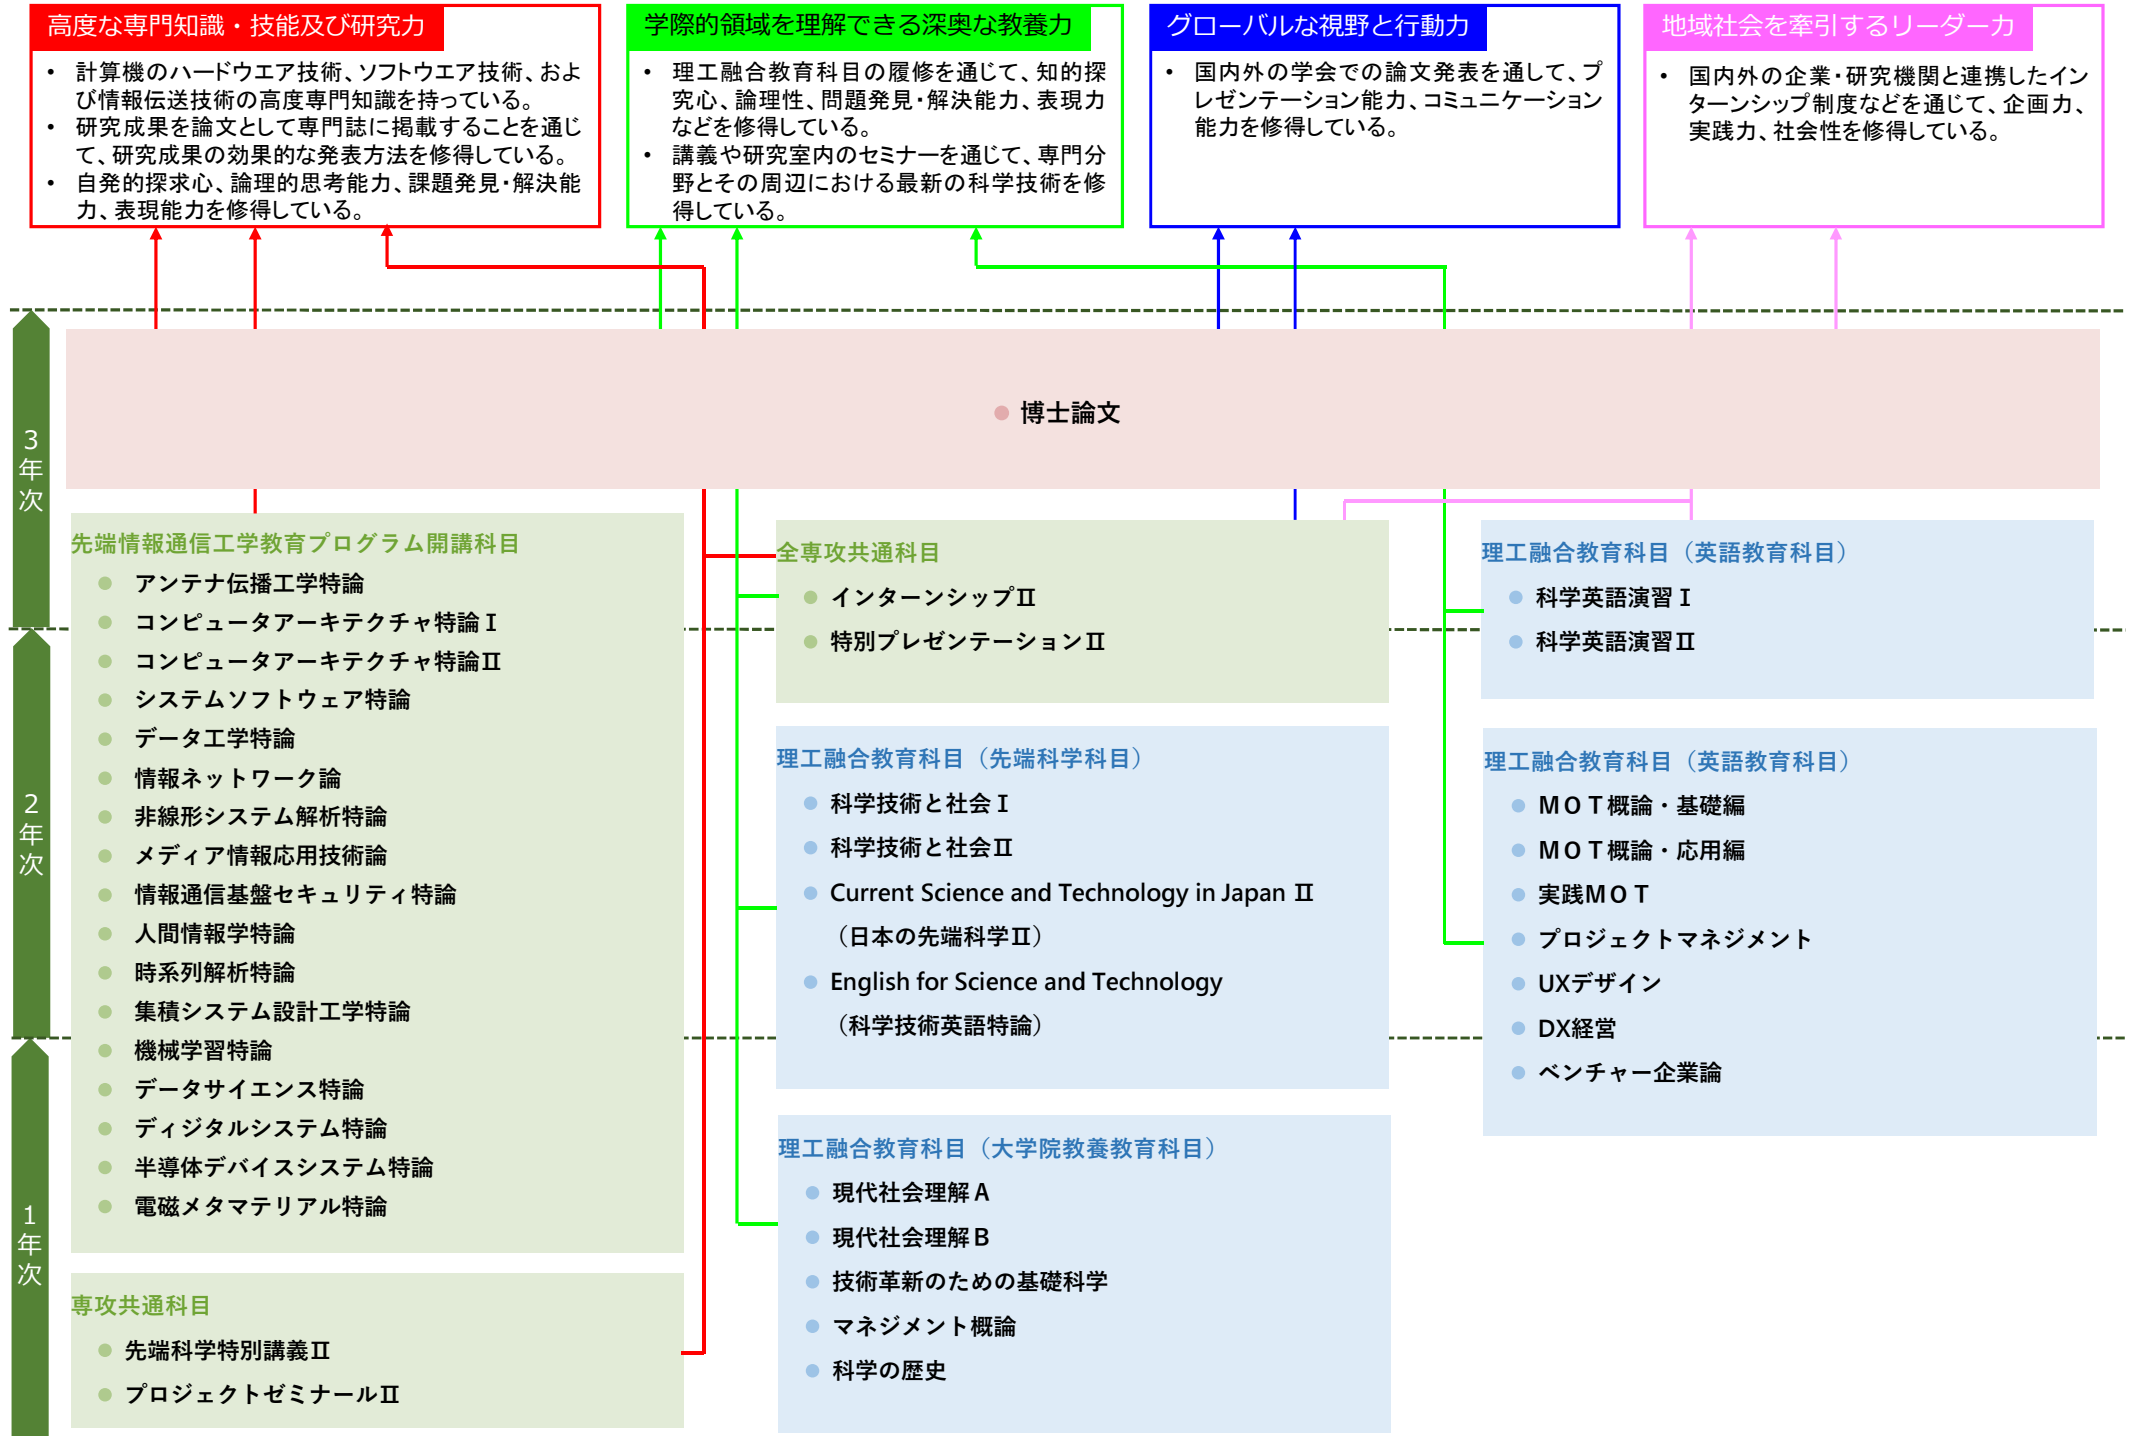 高度な専門知識・技能及び研究力
• 計算機のハードウエア技術、ソフトウエア技術、およ
び情報伝送技術の高度専門知識を持っている。
• 研究成果を論文として専門誌に掲載することを通じ
て、研究成果の効果的な発表方法を修得している。
• 自発的探求心、論理的思考能力、課題発見・解決能
力、表現能力を修得している。
学際的領域を理解できる深奥な教養力
• 理工融合教育科目の履修を通じて、知的探
究心、論理性、問題発見・解決能力、表現力
などを修得している。
• 講義や研究室内のセミナーを通じて、専門分
野とその周辺における最新の科学技術を修
得している。
グローバルな視野と行動力
• 国内外の学会での論文発表を通して、プ
レゼンテーション能力、コミュニケーション
能力を修得している。
地域社会を牽引するリーダー力
• 国内外の企業・研究機関と連携したイン
ターンシップ制度などを通じて、企画力、
実践力、社会性を修得している。
3年次
博士論文
先端情報通信工学教育プログラム開講科目
アンテナ伝播工学特論
コンピュータアーキテクチャ特論Ⅰ
コンピュータアーキテクチャ特論Ⅱ
システムソフトウェア特論
データ工学特論
情報ネットワーク論
非線形システム解析特論
メディア情報応用技術論
情報通信基盤セキュリティ特論
人間情報学特論
時系列解析特論
集積システム設計工学特論
機械学習特論
データサイエンス特論
ディジタルシステム特論
半導体デバイスシステム特論
電磁メタマテリアル特論
専攻共通科目
先端科学特別講義Ⅱ
プロジェクトゼミナールⅡ
全専攻共通科目
インターンシップⅡ
特別プレゼンテーションⅡ
理工融合教育科目（先端科学科目）
科学技術と社会Ⅰ
科学技術と社会Ⅱ
Current Science and Technology in Japan Ⅱ
（日本の先端科学Ⅱ）
English for Science and Technology
（科学技術英語特論）
理工融合教育科目（大学院教養教育科目）
現代社会理解Ａ
現代社会理解Ｂ
技術革新のための基礎科学
マネジメント概論
科学の歴史
理工融合教育科目（英語教育科目）
科学英語演習Ⅰ
科学英語演習Ⅱ
理工融合教育科目（英語教育科目）
ＭＯＴ概論・基礎編
ＭＯＴ概論・応用編
実践ＭＯＴ
プロジェクトマネジメント
UXデザイン
DX経営
ベンチャー企業論
2年次
1年次